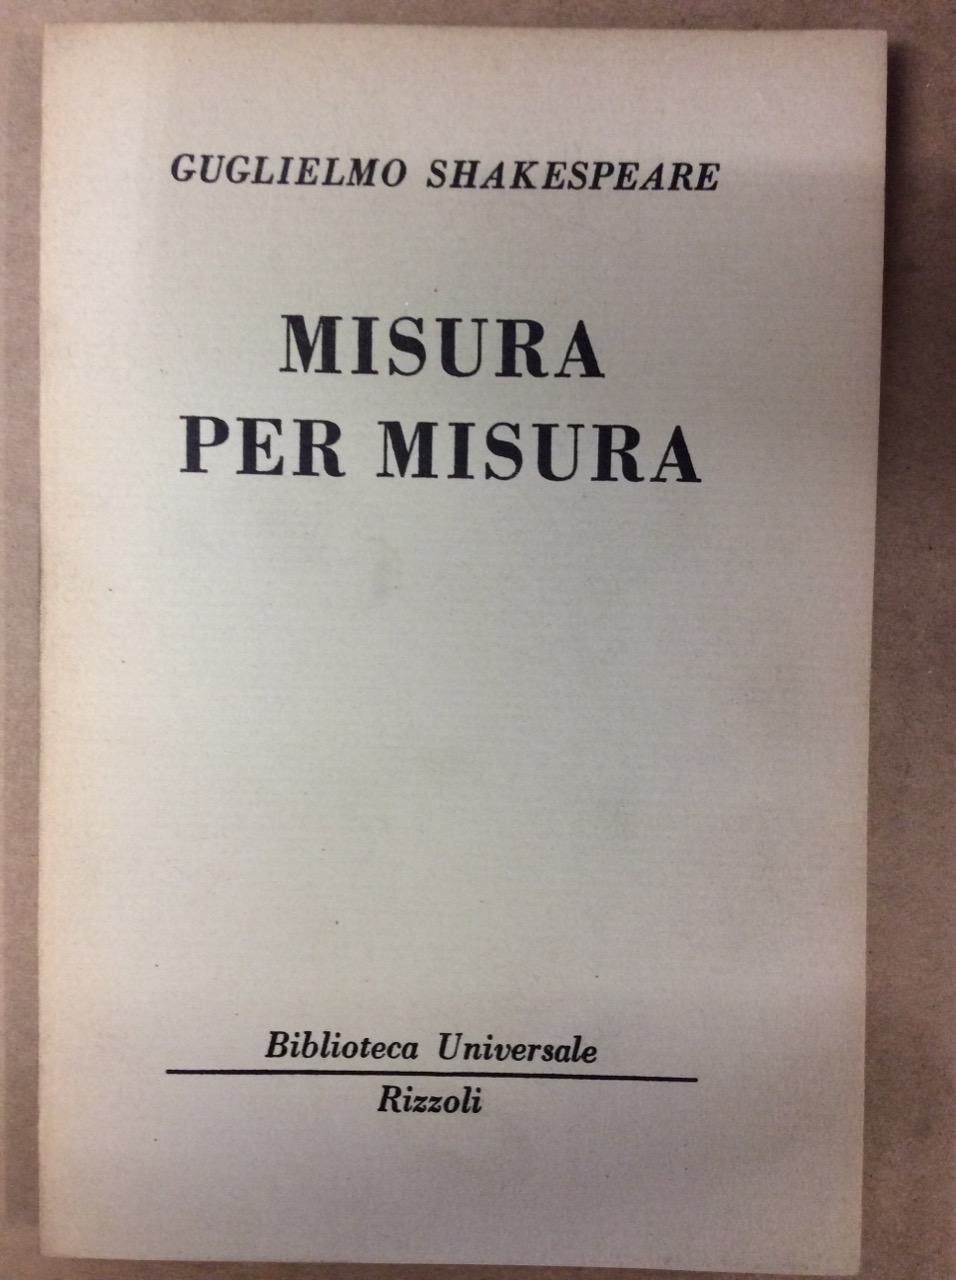 GUGLIELMO SHAKESPEARE
MISURA
PER MISURA
Biblioteca Universale
Rizzoli